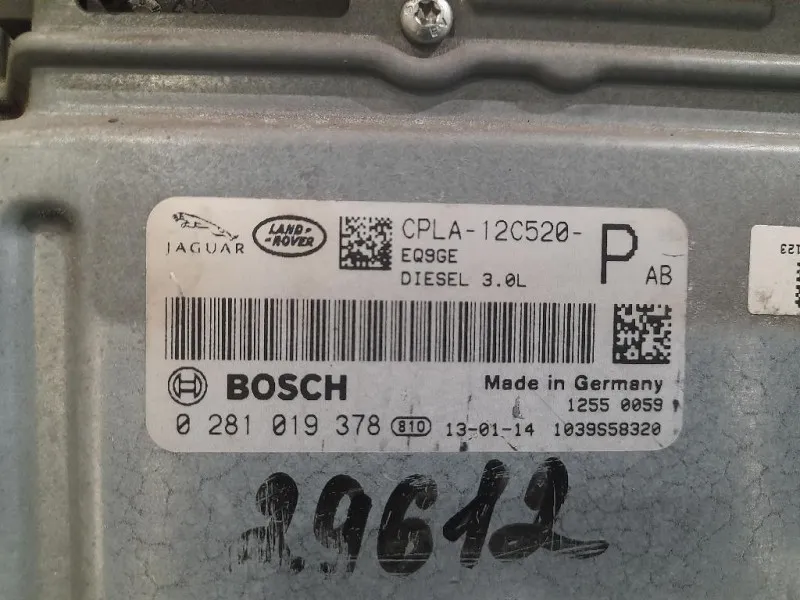 JAGUAR
LAND-
-ROVER
CPLA-12C520-
P AB
EQ9GE
DIESEL 3.0L
BOSCH
Made in Germany
1255 0059
0 281 019 378 810 13-01-14 1039S58320
123
29612